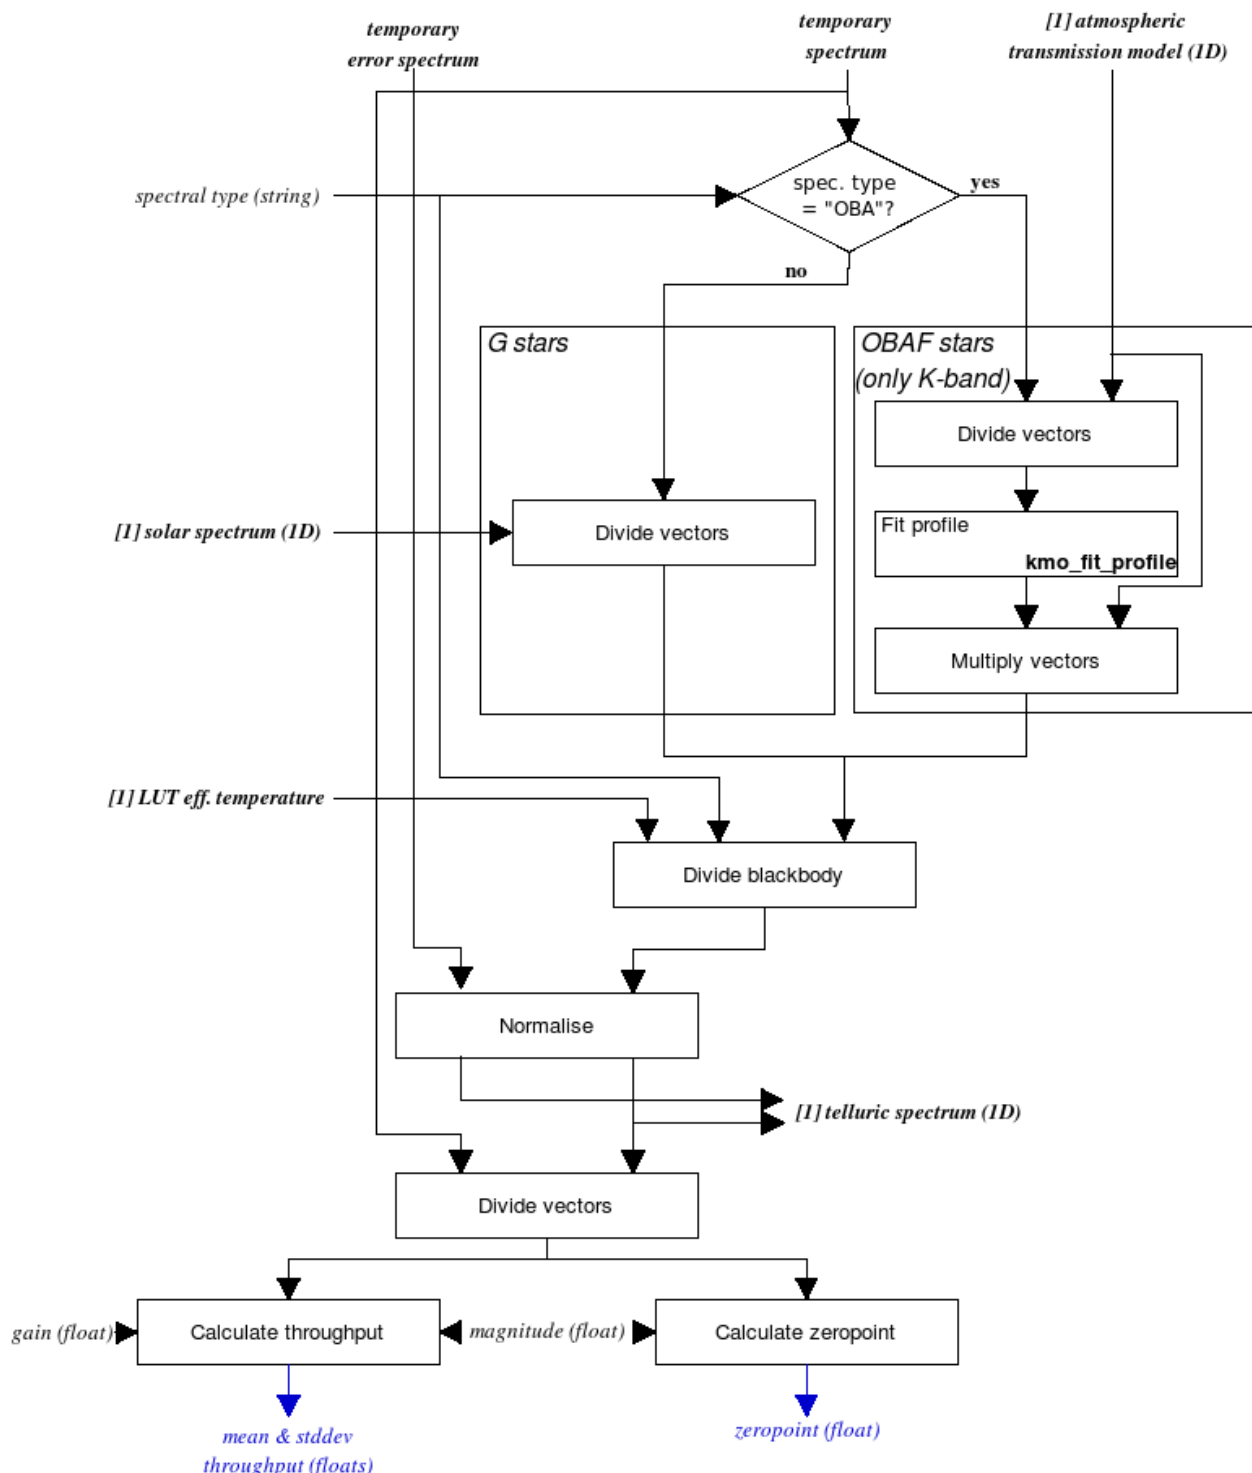 temporary
error spectrum
temporary
spectrum
[1] atmospheric
transmission model (1D)
spectral type (string)
spec. type
= "OBA"?
yes
no
G stars
OBAF stars
(only K-band)
Divide vectors
[1] solar spectrum (1D)
Divide vectors
Fit profile
kmo_fit_profile
Multiply vectors
[1] LUT eff. temperature
Divide blackbody
Normalise
[1] telluric spectrum (1D)
Divide vectors
gain (float)
Calculate throughput
magnitude (float)
Calculate zeropoint
mean & stddev
throughput (floats)
zeropoint (float)